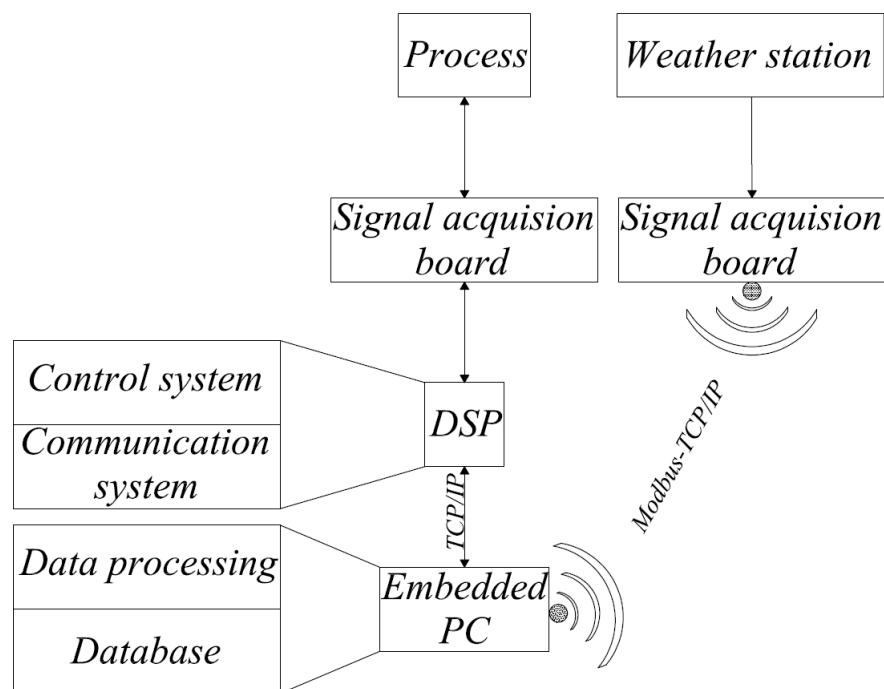 Process
Weather station
Signal acquision
board
Signal acquision
board
Control system
Communication
system
DSP
TCP/IP
Modbus-TCP/IP
Data processing
Database
Embedded
PC